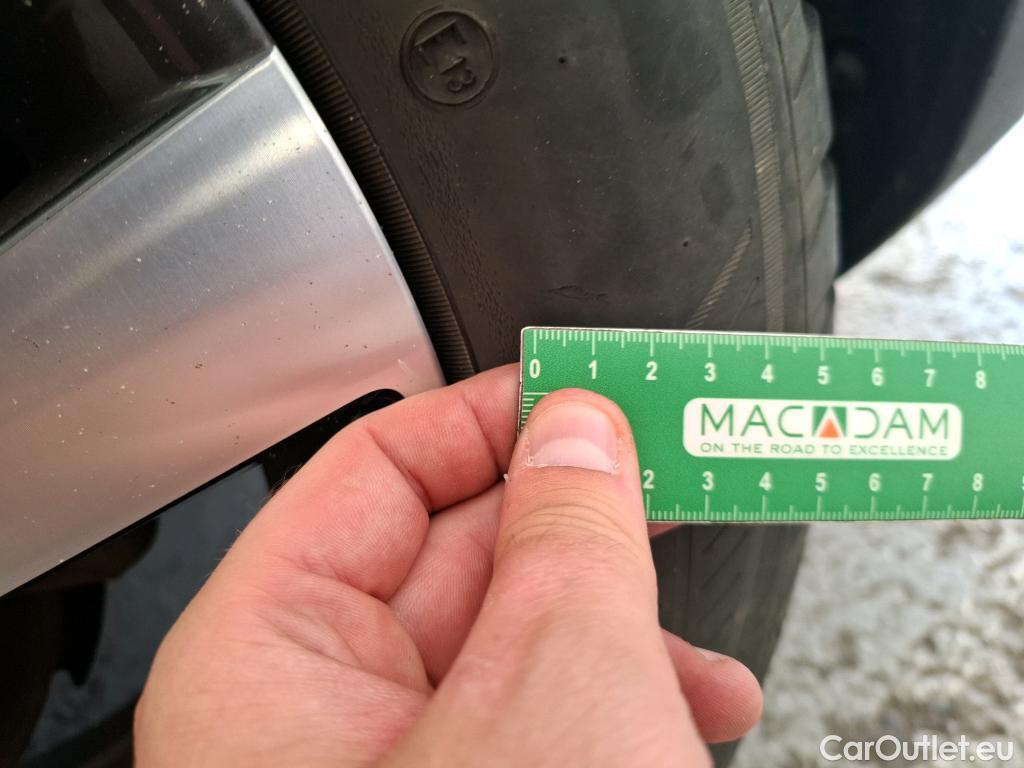 E13
0 1 2 3 4 5 6 7 8
MACADAM
ON THE ROAD TO EXCELLENCE
2 3 4 5 6 7 8
CarOutlet.eu